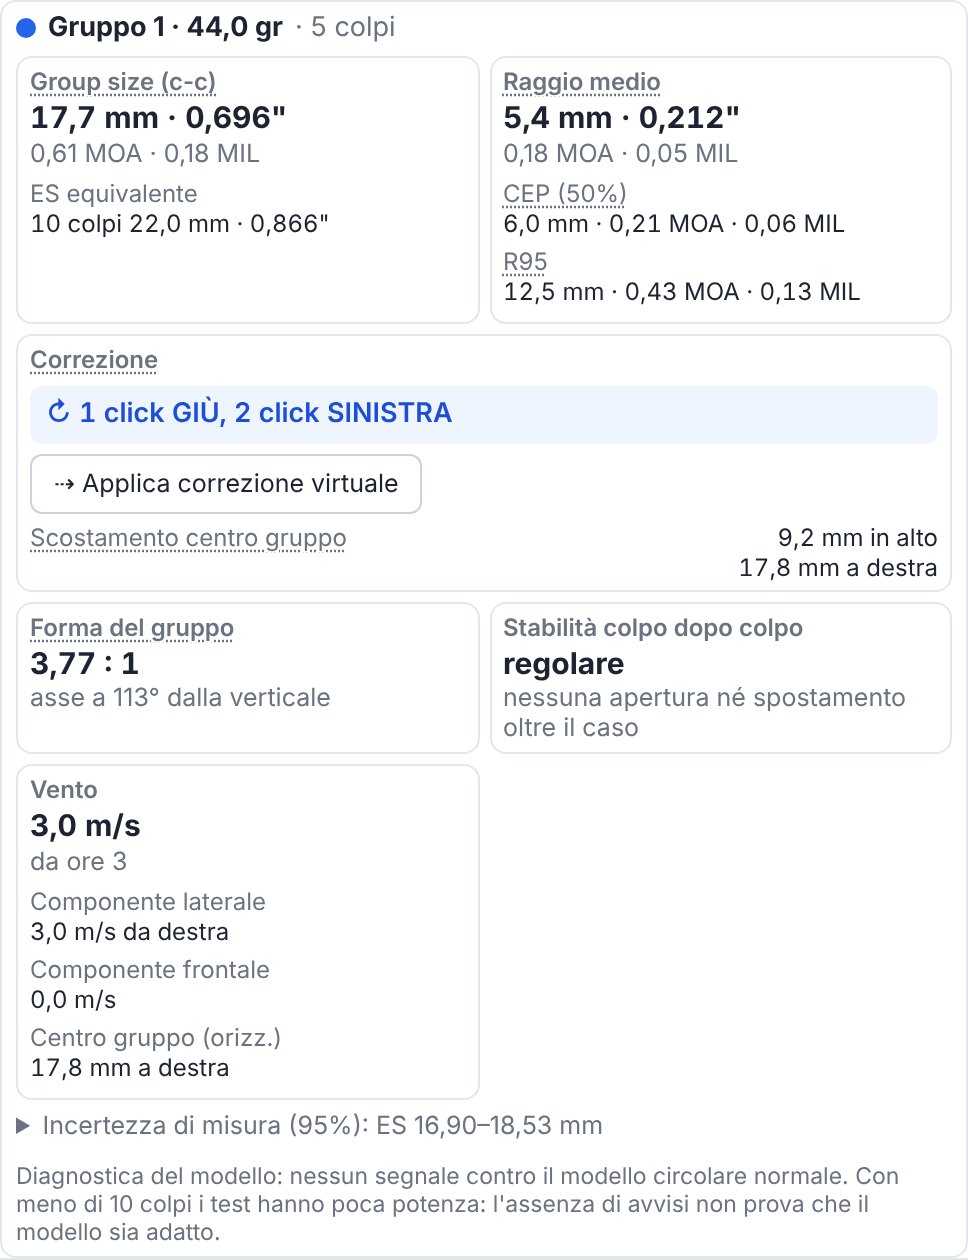 Gruppo 1 · 44,0 gr · 5 colpi
Group size (c-c)
17,7 mm · 0,696"
0,61 MOA · 0,18 MIL
ES equivalente
10 colpi 22,0 mm · 0,866"
Raggio medio
5,4 mm · 0,212"
0,18 MOA · 0,05 MIL
CEP (50%)
6,0 mm · 0,21 MOA · 0,06 MIL
R95
12,5 mm · 0,43 MOA · 0,13 MIL
Correzione
↻ 1 click GIÙ, 2 click SINISTRA
⇢ Applica correzione virtuale
Scostamento centro gruppo
9,2 mm in alto
17,8 mm a destra
Forma del gruppo
3,77 : 1
asse a 113° dalla verticale
Stabilità colpo dopo colpo
regolare
nessuna apertura né spostamento
oltre il caso
Vento
3,0 m/s
da ore 3
Componente laterale
3,0 m/s da destra
Componente frontale
0,0 m/s
Centro gruppo (orizz.)
17,8 mm a destra
▶ Incertezza di misura (95%): ES 16,90–18,53 mm
Diagnostica del modello: nessun segnale contro il modello circolare normale. Con
meno di 10 colpi i test hanno poca potenza: l'assenza di avvisi non prova che il
modello sia adatto.